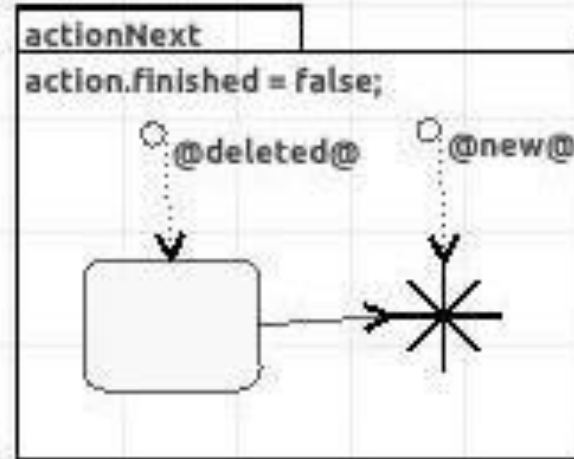 actionNext
action.finished = false;
@deleted@
@new@